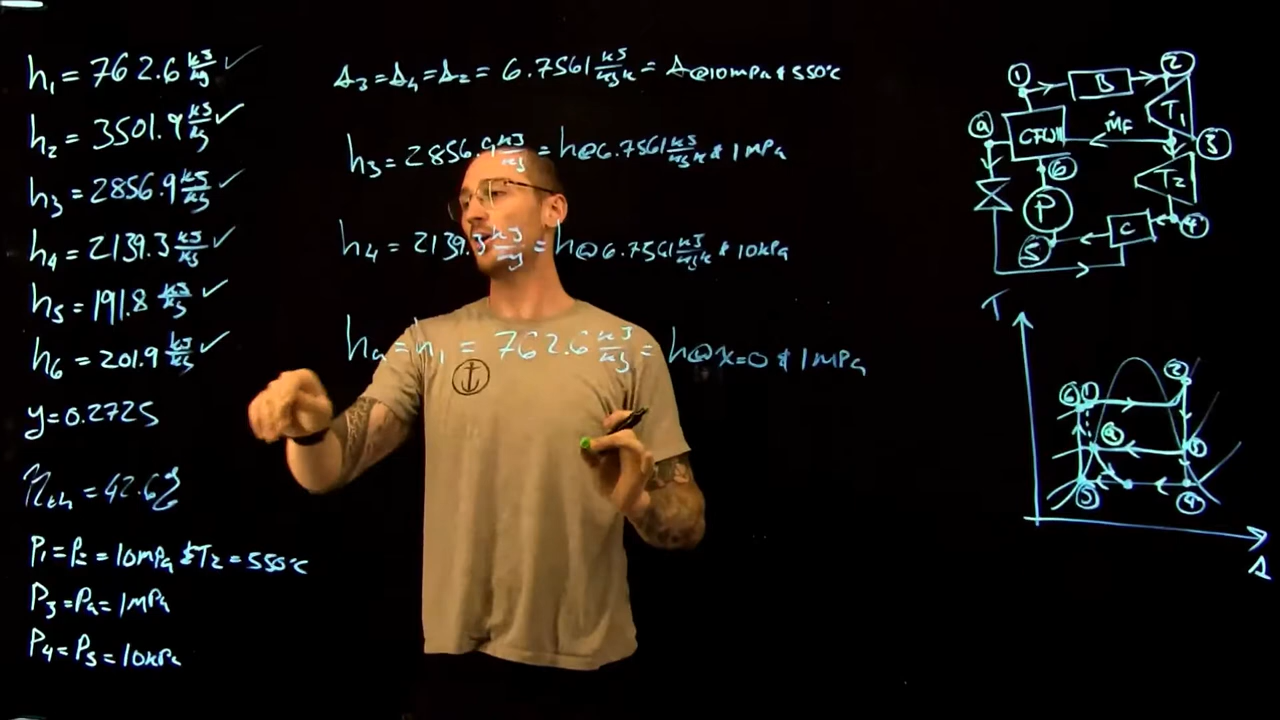 h₁ = 762.6 kJ/kg ✓
h₂ = 3501.9 kJ/kg ✓
h₃ = 2856.9 kJ/kg ✓
h₄ = 2139.3 kJ/kg ✓
h₅ = 191.8 kJ/kg ✓
h₆ = 201.9 kJ/kg ✓
y = 0.2725
ηth = 42.6%
P₁ = P₂ = 10MPa & T₂ = 550°C
P₃ = Pa = 1MPa
P₄ = P₅ = 10kPa
s₃ = s₄ = s₂ = 6.7561 kJ/kgK = s@10MPa & 550°C
h₃ = 2856.9 kJ/kg = h@6.7561 kJ/kgK & 1MPa
h₄ = 2139.3 kJ/kg = h@6.7561 kJ/kgK & 10kPa
ha = h₁ = 762.6 kJ/kg = h@x=0 & 1MPa
1
B
2
T₁
a
CFWH
ṁF
3
6
T₂
P
5
C
4
T
2
6
1
a
3
5
4
s